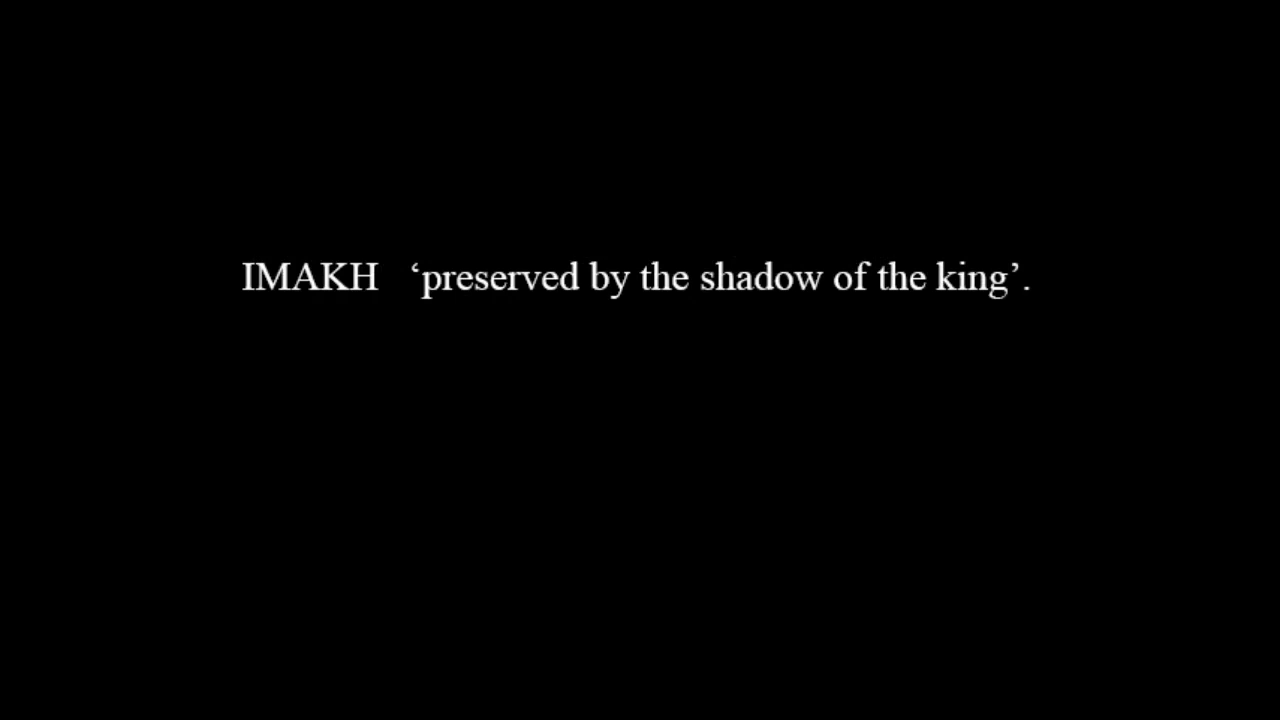 IMAKH ‘preserved by the shadow of the king’.